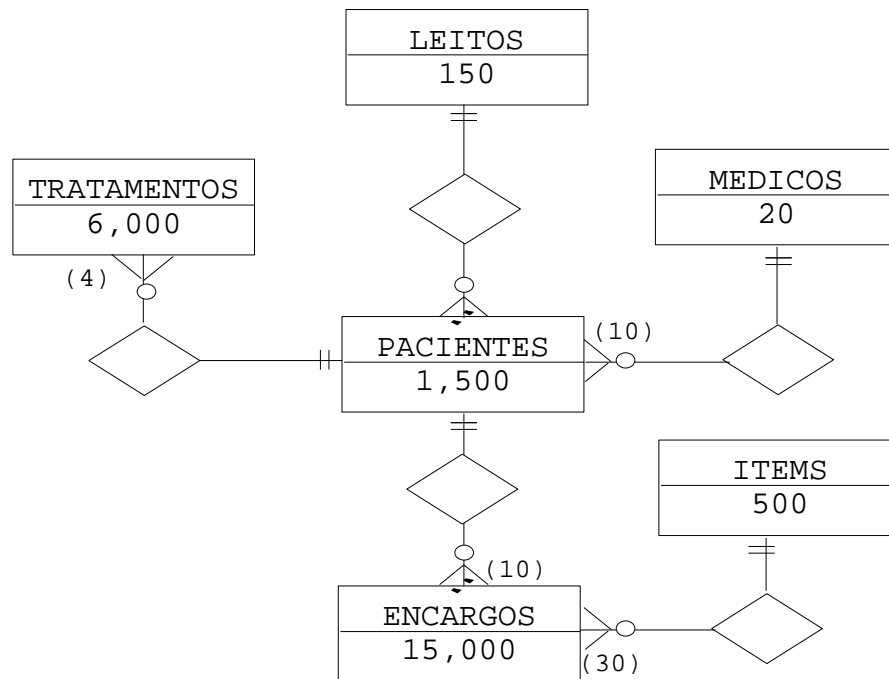 LEITOS
150
TRATAMENTOS
6,000
(4)
MEDICOS
20
PACIENTES
1,500
(10)
ITEMS
500
ENCARGOS
15,000
(10)
(30)